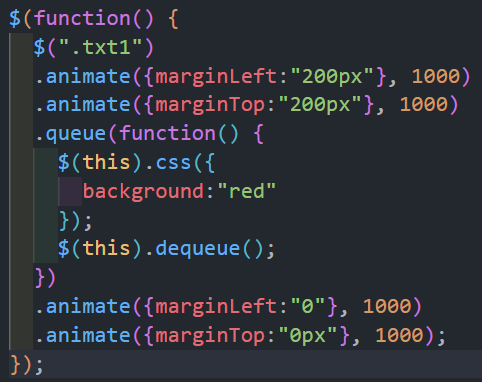 $(function() {
  $(".txt1")
  .animate({marginLeft:"200px"}, 1000)
  .animate({marginTop:"200px"}, 1000)
  .queue(function() {
    $(this).css({
      background:"red"
    });
    $(this).dequeue();
  })
  .animate({marginLeft:"0"}, 1000)
  .animate({marginTop:"0px"}, 1000);
});